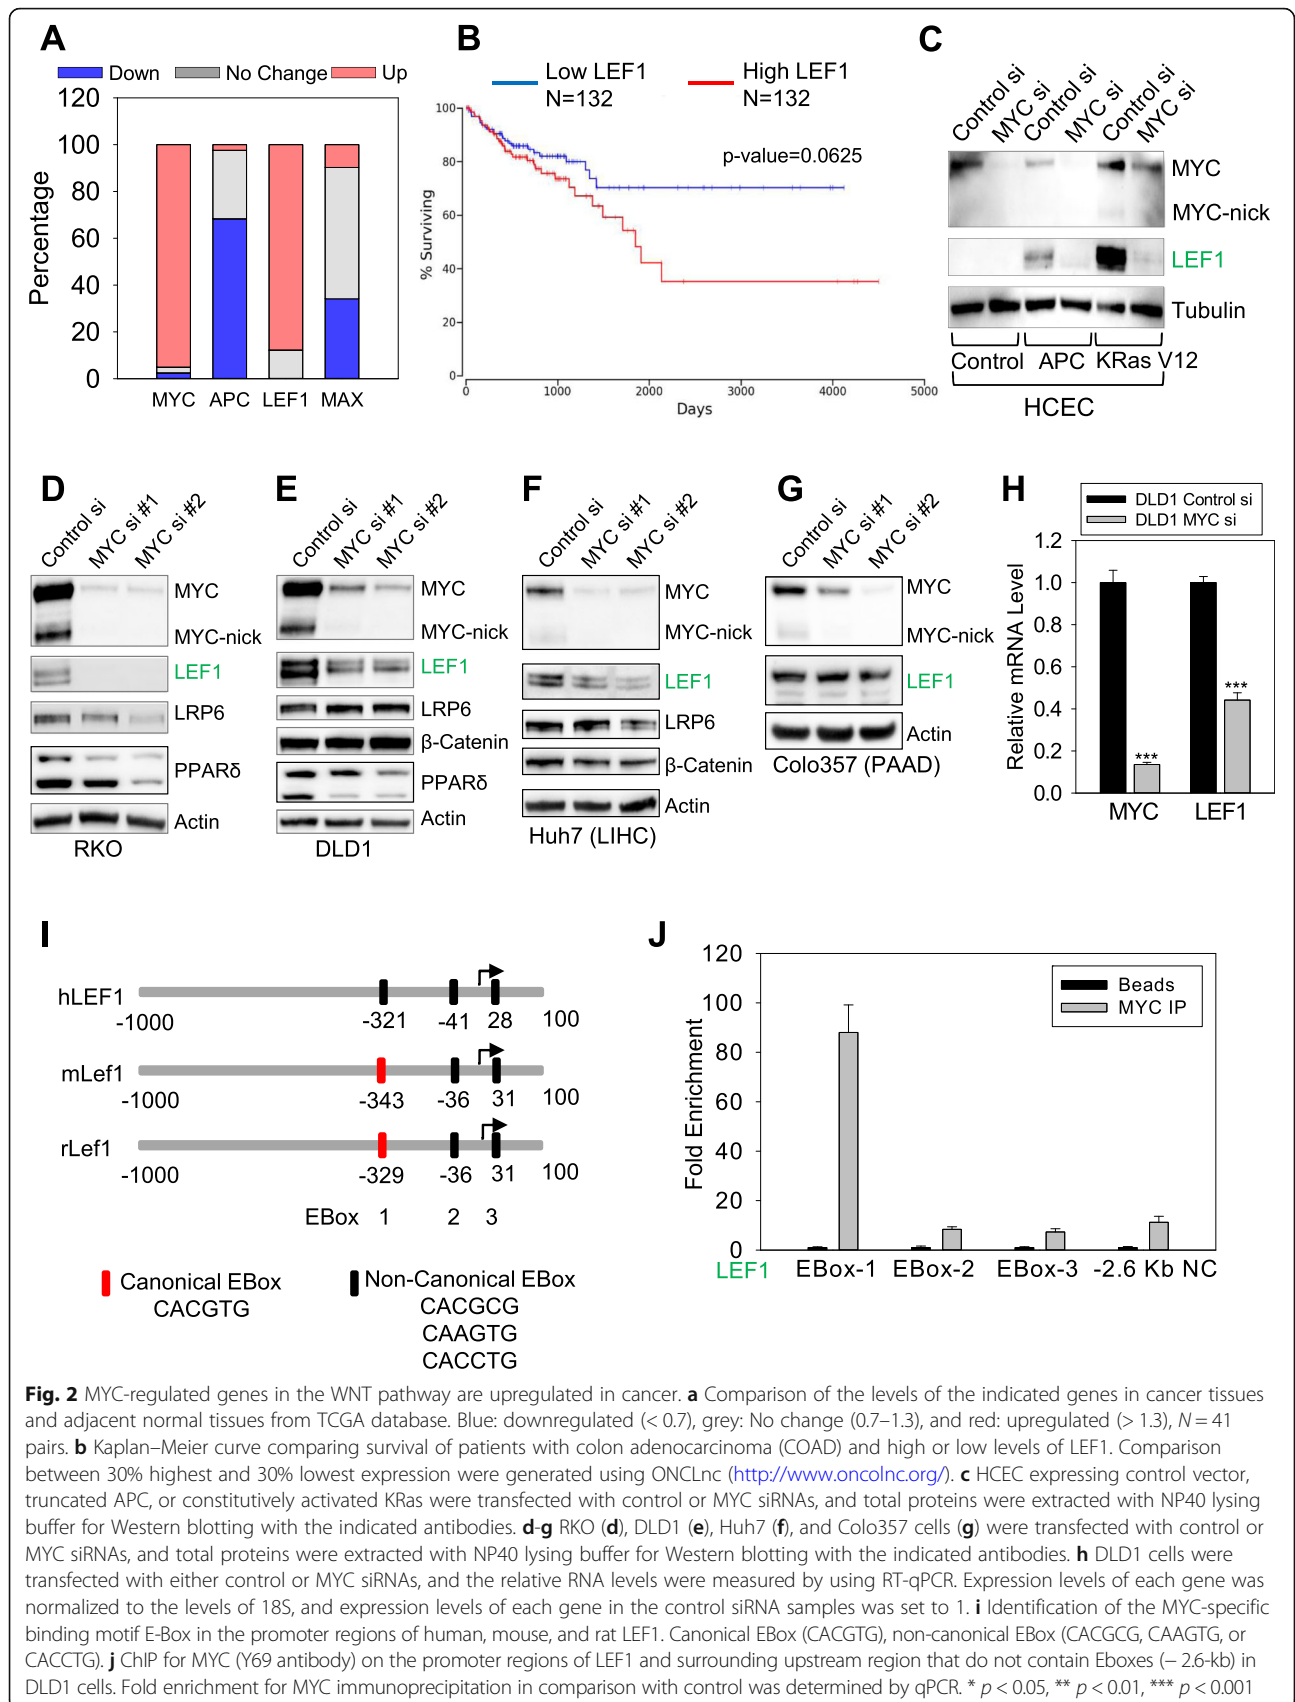 A
Down No Change Up
120
100
80
60
40
20
0
Percentage
MYC APC LEF1 MAX
B
Low LEF1
N=132
High LEF1
N=132
p-value=0.0625
100
80
60
40
20
0
% Surviving
0 1000 2000 3000 4000 5000
Days
C
Control si MYC si Control si MYC si Control si MYC si
MYC
MYC-nick
LEF1
Tubulin
Control APC KRas V12
HCEC
D
Control si MYC si #1 MYC si #2
MYC
MYC-nick
LEF1
LRP6
PPARδ
Actin
RKO
E
Control si MYC si #1 MYC si #2
MYC
MYC-nick
LEF1
LRP6
β-Catenin
PPARδ
Actin
DLD1
F
Control si MYC si #1 MYC si #2
MYC
MYC-nick
LEF1
LRP6
β-Catenin
Actin
Huh7 (LIHC)
G
Control si MYC si #1 MYC si #2
MYC
MYC-nick
LEF1
Actin
Colo357 (PAAD)
H
DLD1 Control si
DLD1 MYC si
1.2
1.0
0.8
0.6
0.4
0.2
0.0
Relative mRNA Level
*** ***
MYC LEF1
I
hLEF1
-1000 -321 -41 28 100
mLef1
-1000 -343 -36 31 100
rLef1
-1000 -329 -36 31 100
EBox 1 2 3
Canonical EBox
CACGTG
Non-Canonical EBox
CACGCG
CAAGTG
CACCTG
J
120
100
80
60
40
20
0
Fold Enrichment
Beads
MYC IP
LEF1 EBox-1 EBox-2 EBox-3 -2.6 Kb NC
Fig. 2 MYC-regulated genes in the WNT pathway are upregulated in cancer. a Comparison of the levels of the indicated genes in cancer tissues
and adjacent normal tissues from TCGA database. Blue: downregulated (< 0.7), grey: No change (0.7–1.3), and red: upregulated (> 1.3), N = 41
pairs. b Kaplan–Meier curve comparing survival of patients with colon adenocarcinoma (COAD) and high or low levels of LEF1. Comparison
between 30% highest and 30% lowest expression were generated using ONCLnc (http://www.oncolnc.org/). c HCEC expressing control vector,
truncated APC, or constitutively activated KRas were transfected with control or MYC siRNAs, and total proteins were extracted with NP40 lysing
buffer for Western blotting with the indicated antibodies. d-g RKO (d), DLD1 (e), Huh7 (f), and Colo357 cells (g) were transfected with control or
MYC siRNAs, and total proteins were extracted with NP40 lysing buffer for Western blotting with the indicated antibodies. h DLD1 cells were
transfected with either control or MYC siRNAs, and the relative RNA levels were measured by using RT-qPCR. Expression levels of each gene was
normalized to the levels of 18S, and expression levels of each gene in the control siRNA samples was set to 1. i Identification of the MYC-specific
binding motif E-Box in the promoter regions of human, mouse, and rat LEF1. Canonical EBox (CACGTG), non-canonical EBox (CACGCG, CAAGTG, or
CACCTG). j ChIP for MYC (Y69 antibody) on the promoter regions of LEF1 and surrounding upstream region that do not contain Eboxes (− 2.6-kb) in
DLD1 cells. Fold enrichment for MYC immunoprecipitation in comparison with control was determined by qPCR. * p < 0.05, ** p < 0.01, *** p < 0.001